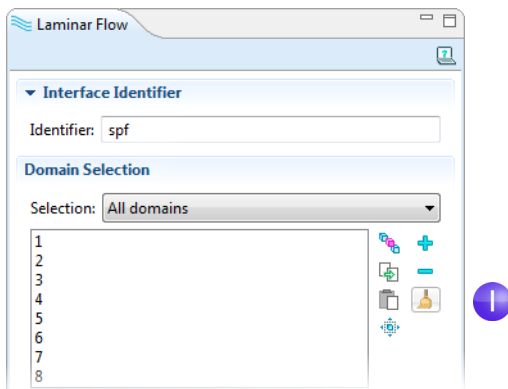 Laminar Flow
Interface Identifier
Identifier: spf
Domain Selection
Selection: All domains
1
2
3
4
5
6
7
8